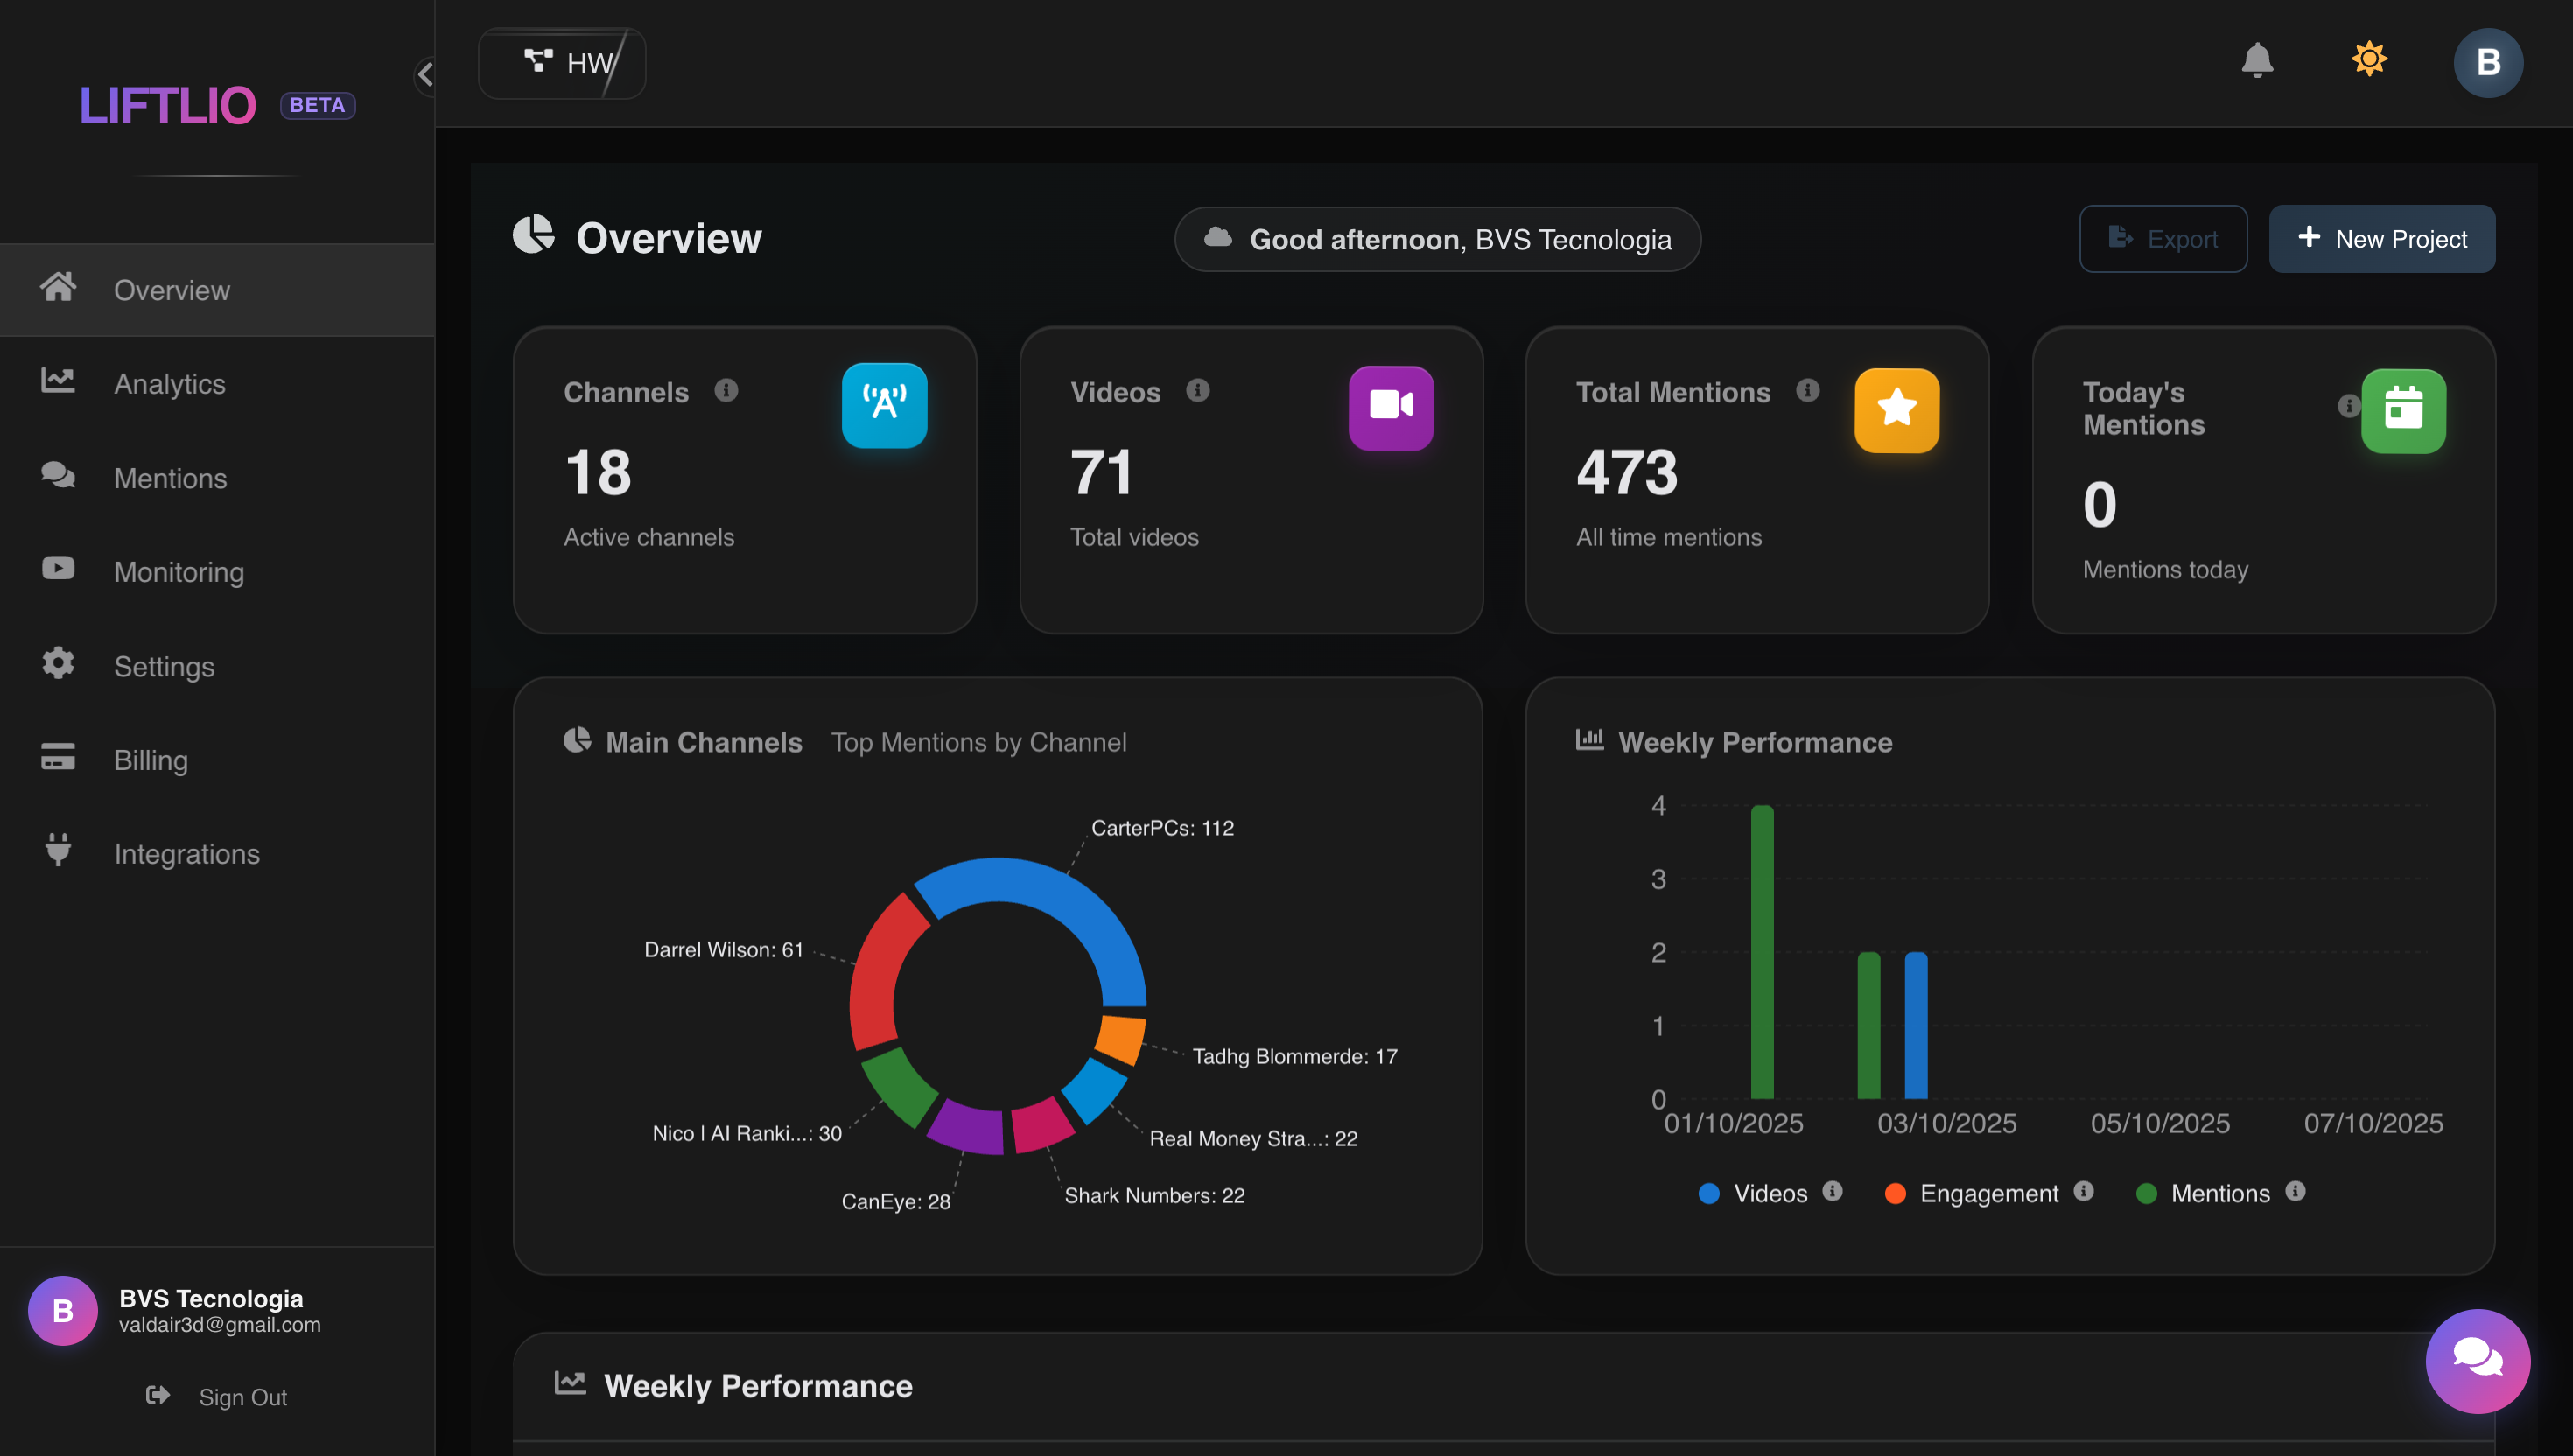 LIFTLIO BETA
HW
B
Overview
Analytics
Mentions
Monitoring
Settings
Billing
Integrations
B
BVS Tecnologia
valdair3d@gmail.com
Sign Out
Overview
Good afternoon, BVS Tecnologia
Export
New Project
Channels
18
Active channels
Videos
71
Total videos
Total Mentions
473
All time mentions
Today's
Mentions
0
Mentions today
Main Channels Top Mentions by Channel
CarterPCs: 112
Darrel Wilson: 61
Tadhg Blommerde: 17
Nico | AI Ranki...: 30
Real Money Stra...: 22
CanEye: 28
Shark Numbers: 22
Weekly Performance
4
3
2
1
0
01/10/2025 03/10/2025 05/10/2025 07/10/2025
Videos Engagement Mentions
Weekly Performance